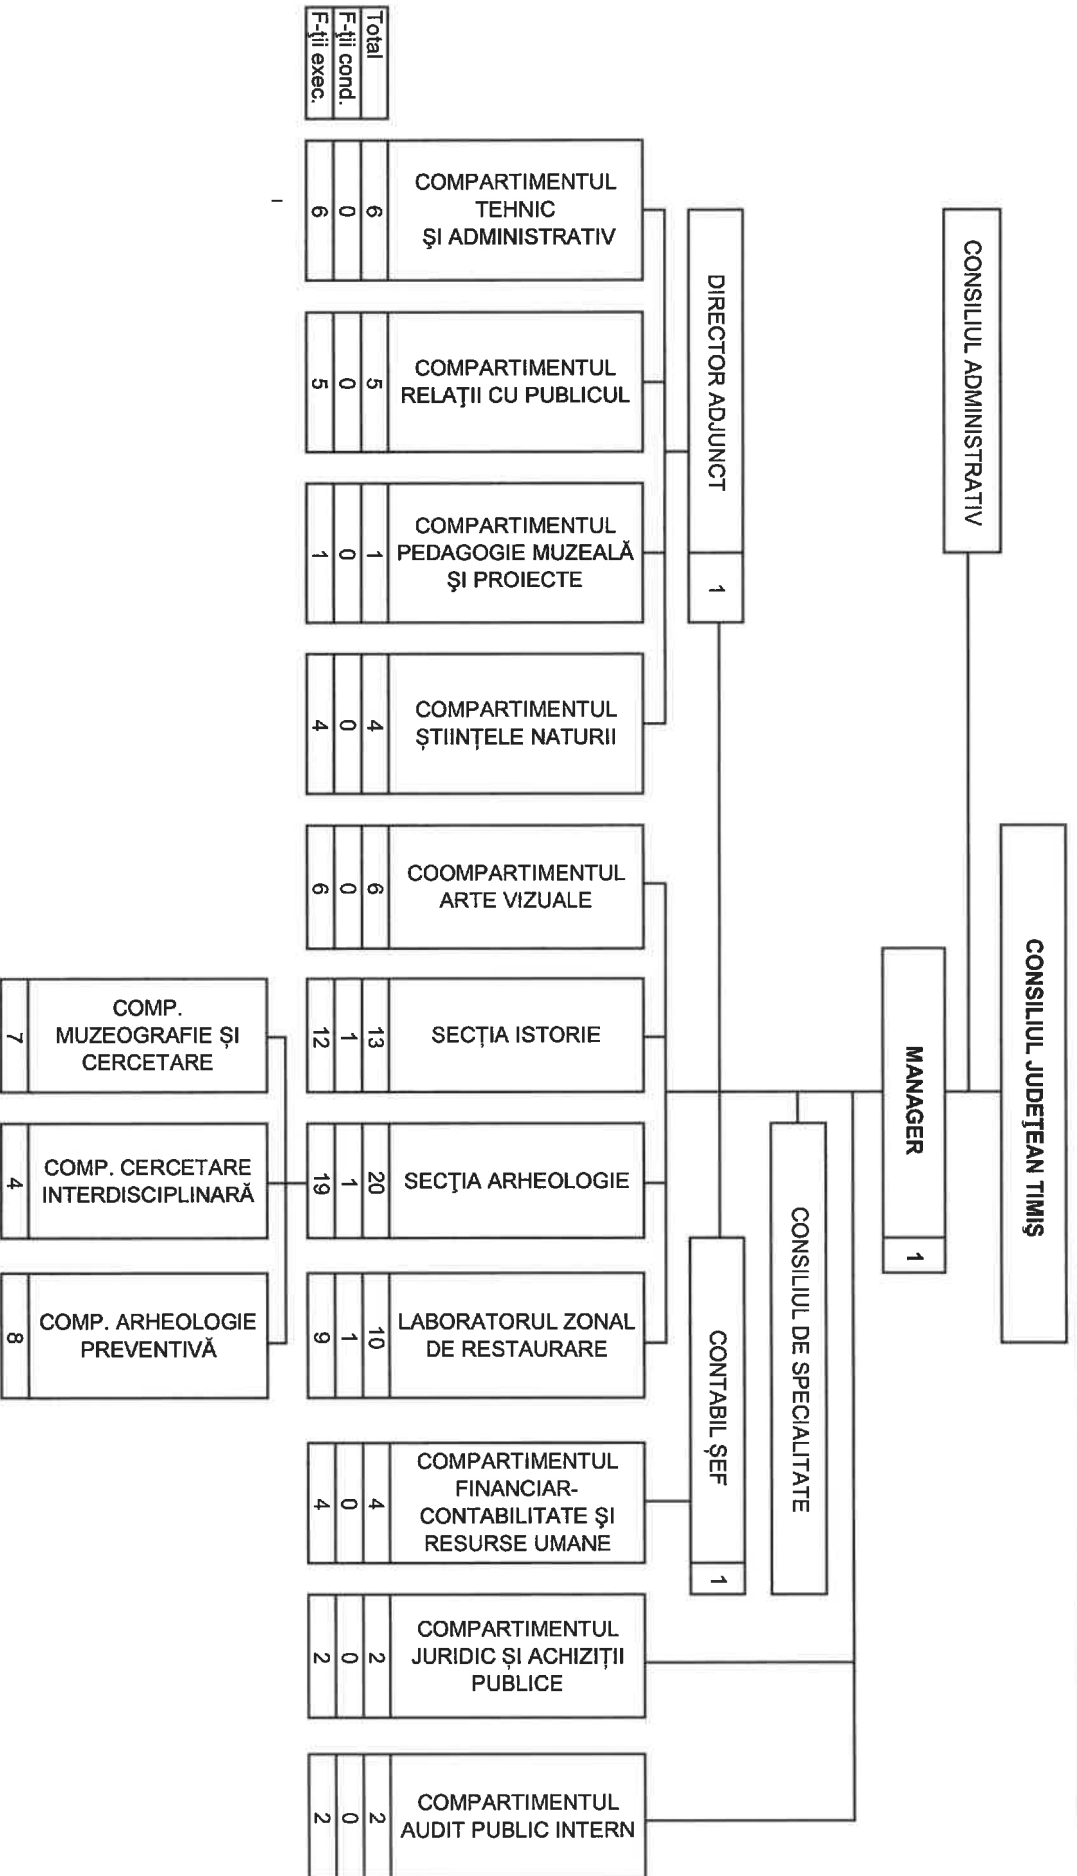 CONSILIUL JUDEŢEAN TIMIŞ
CONSILIUL ADMINISTRATIV
MANAGER
1
CONSILIUL DE SPECIALITATE
DIRECTOR ADJUNCT
1
CONTABIL ŞEF
1
Total
F-ţii cond.
F-ţii exec.
COMPARTIMENTUL
TEHNIC
ŞI ADMINISTRATIV
6
0
6
COMPARTIMENTUL
RELAŢII CU PUBLICUL
5
0
5
COMPARTIMENTUL
PEDAGOGIE MUZEALĂ
ŞI PROIECTE
1
0
1
COMPARTIMENTUL
ȘTIINȚELE NATURII
4
0
4
COOMPARTIMENTUL
ARTE VIZUALE
6
0
6
SECȚIA ISTORIE
13
1
12
SECŢIA ARHEOLOGIE
20
1
19
LABORATORUL ZONAL
DE RESTAURARE
10
1
9
COMPARTIMENTUL
FINANCIAR-
CONTABILITATE ŞI
RESURSE UMANE
4
0
4
COMPARTIMENTUL
JURIDIC ȘI ACHIZIȚII
PUBLICE
2
0
2
COMPARTIMENTUL
AUDIT PUBLIC INTERN
2
0
2
COMP.
MUZEOGRAFIE ȘI
CERCETARE
7
COMP. CERCETARE
INTERDISCIPLINARĂ
4
COMP. ARHEOLOGIE
PREVENTIVĂ
8